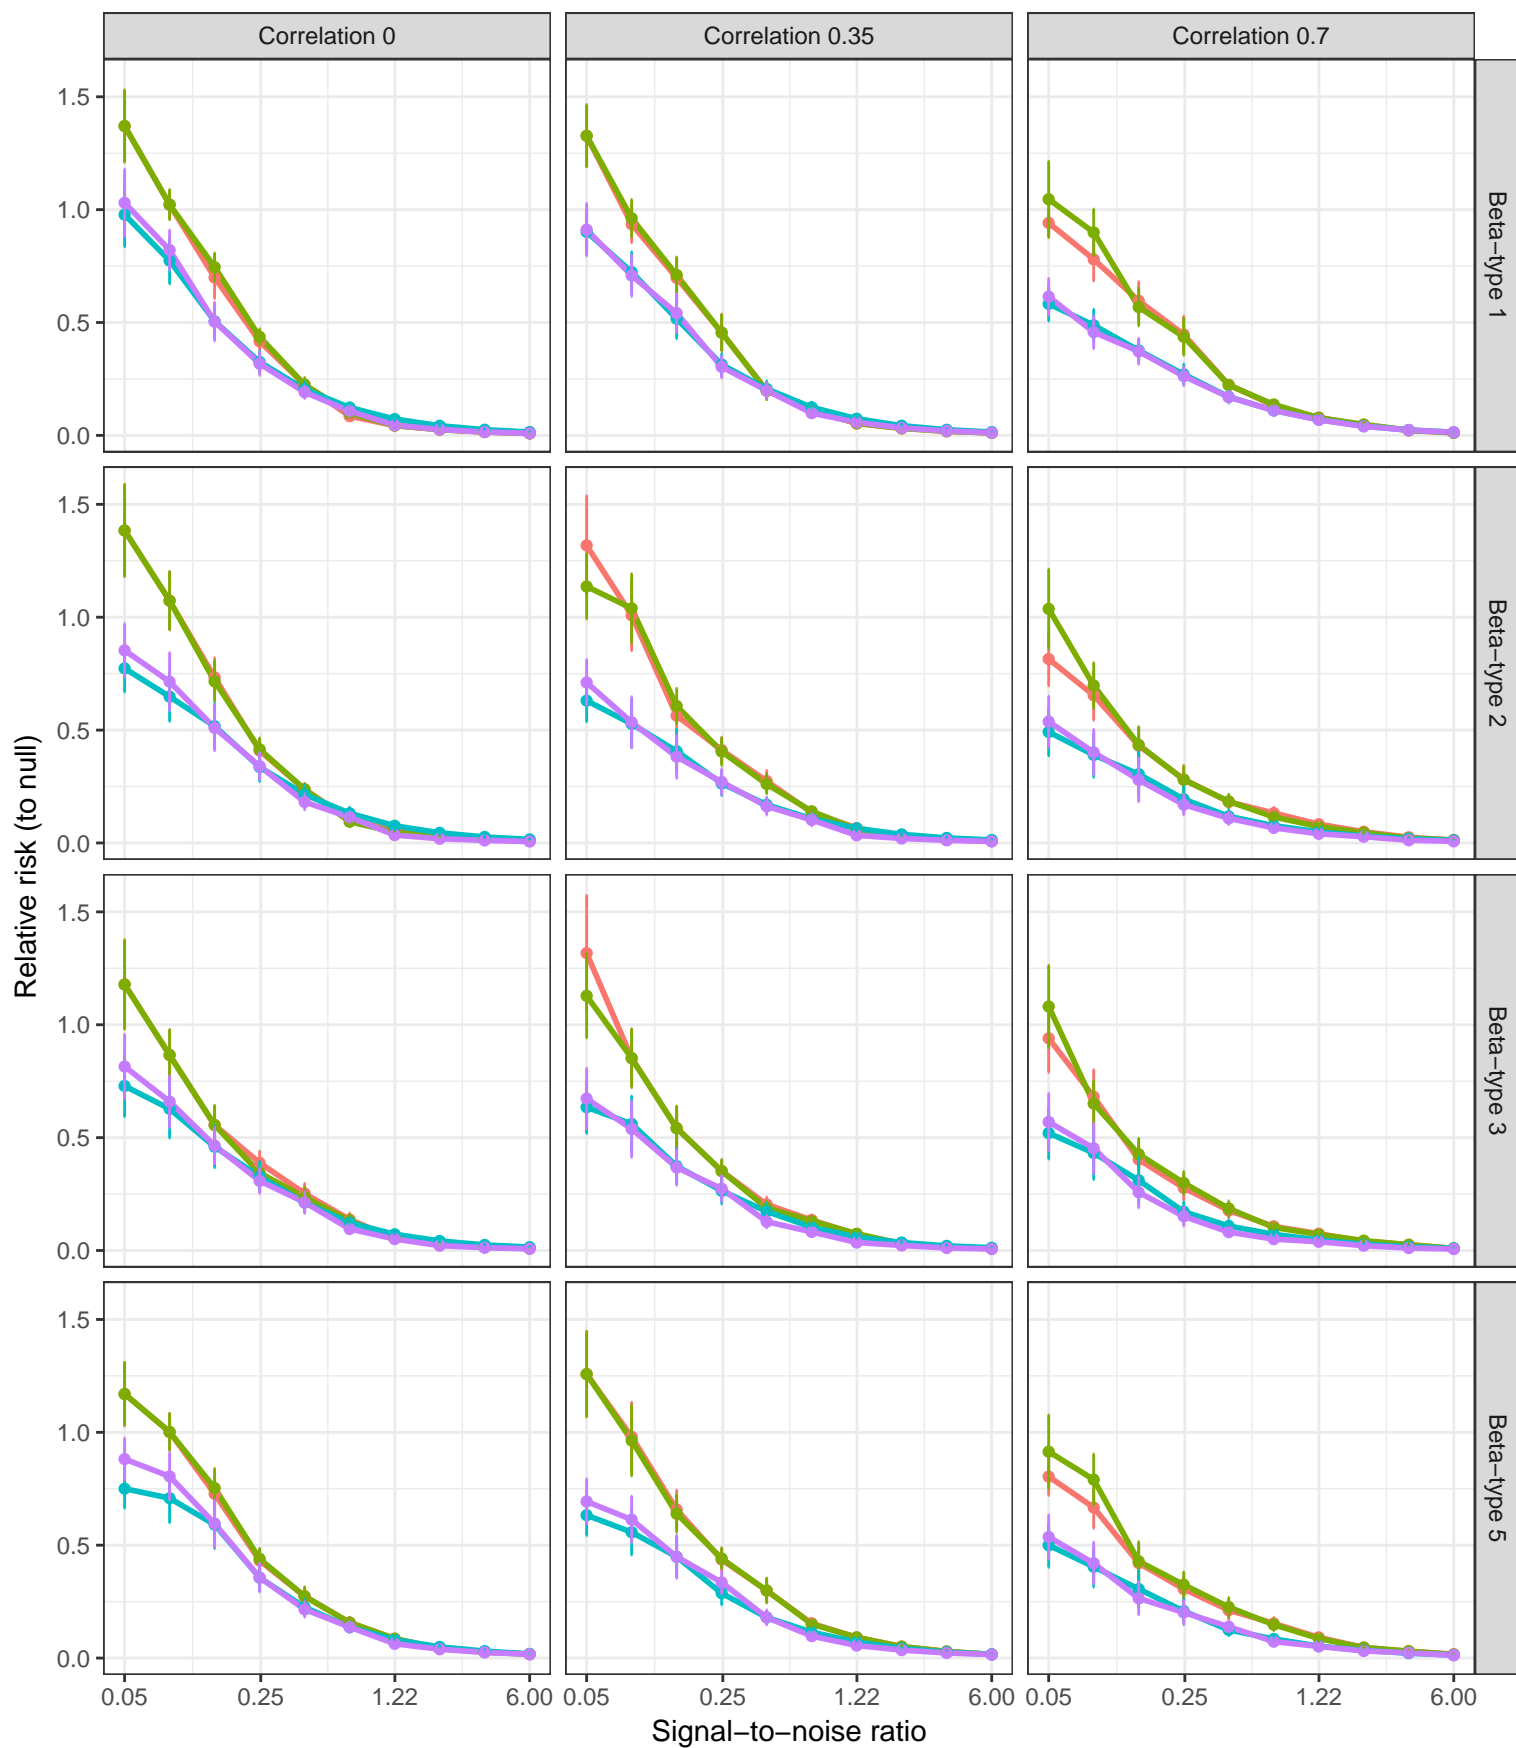 Correlation 0
Correlation 0.35
Correlation 0.7
Relative risk (to null)
1.5
1.0
0.5
0.0
Beta−type 1
1.5
1.0
0.5
0.0
Beta−type 2
1.5
1.0
0.5
0.0
Beta−type 3
1.5
1.0
0.5
0.0
Beta−type 5
0.05 0.25 1.22 6.00
0.05 0.25 1.22 6.00
0.05 0.25 1.22 6.00
Signal−to−noise ratio